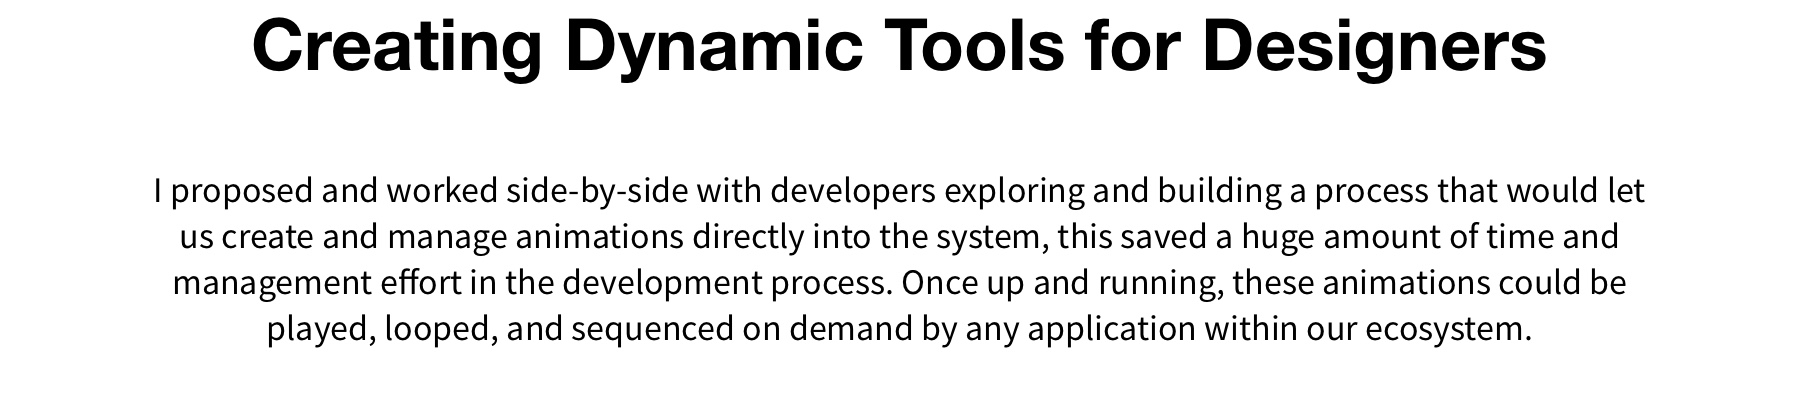 Creating Dynamic Tools for Designers
I proposed and worked side-by-side with developers exploring and building a process that would let
us create and manage animations directly into the system, this saved a huge amount of time and
management effort in the development process. Once up and running, these animations could be
played, looped, and sequenced on demand by any application within our ecosystem.